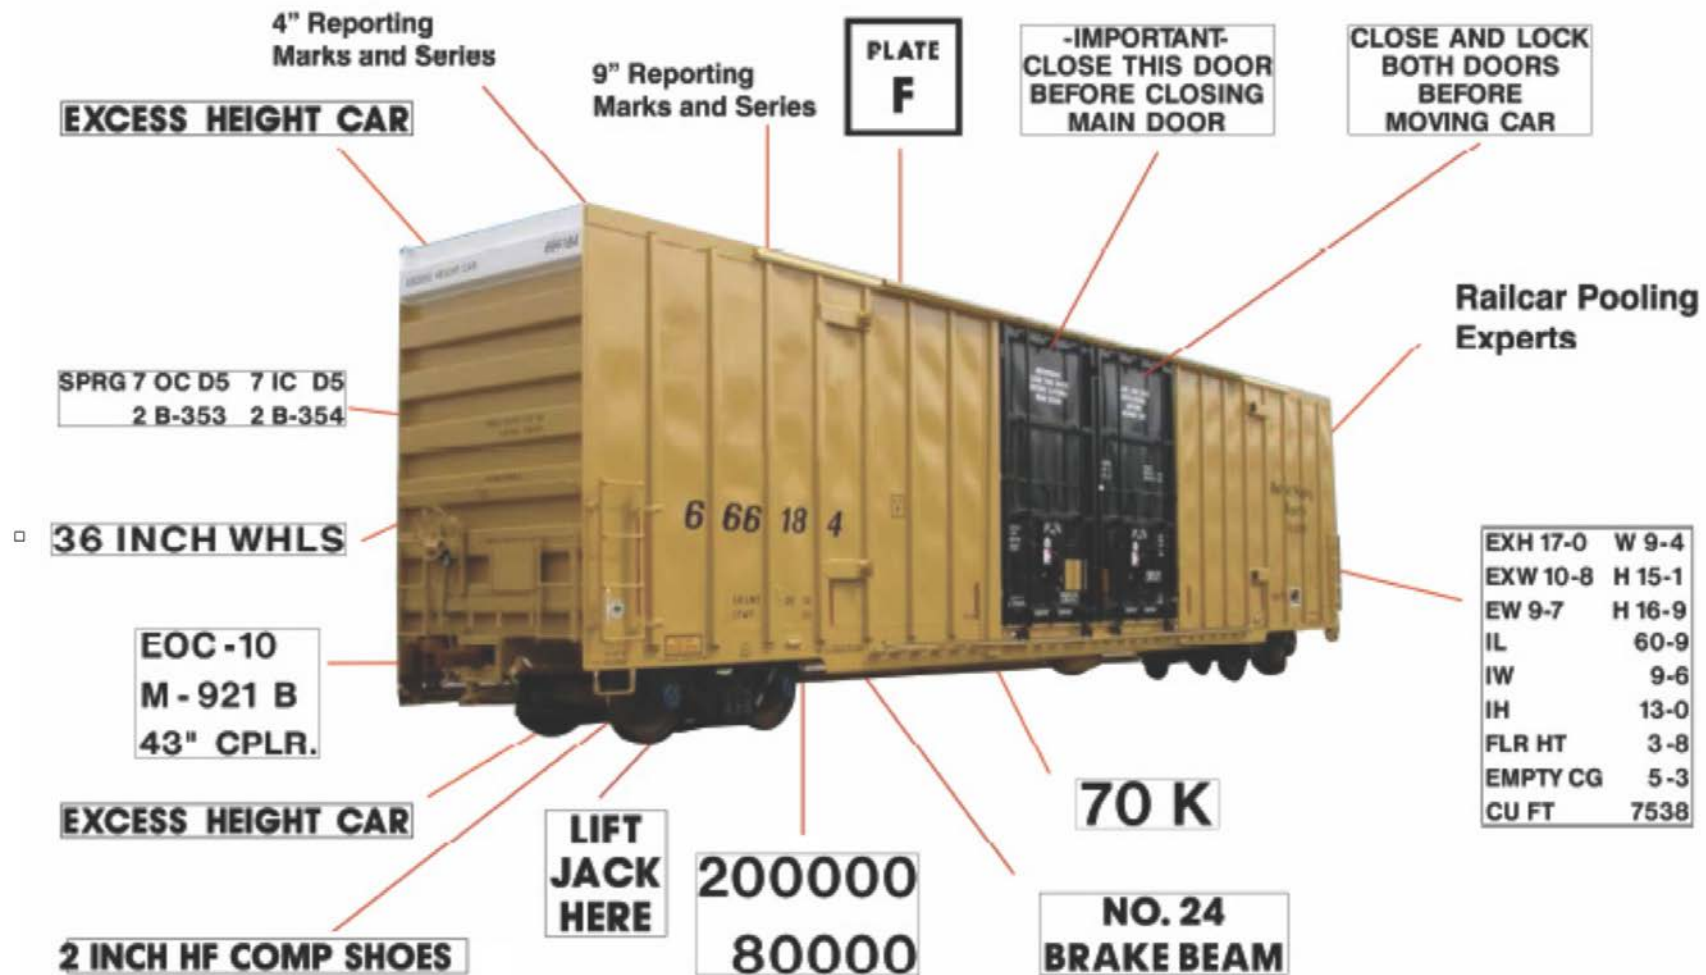 4” Reporting
Marks and Series
EXCESS HEIGHT CAR
9” Reporting
Marks and Series
PLATE
F
-IMPORTANT-
CLOSE THIS DOOR
BEFORE CLOSING
MAIN DOOR
CLOSE AND LOCK
BOTH DOORS
BEFORE
MOVING CAR
Railcar Pooling
Experts
SPRG 7 OC D5 7 IC D5
2 B-353 2 B-354
36 INCH WHLS
EOC -10
M - 921 B
43" CPLR.
EXCESS HEIGHT CAR
2 INCH HF COMP SHOES
LIFT
JACK
HERE
200000
80000
70 K
NO. 24
BRAKE BEAM
EXH 17-0 W 9-4
EXW 10-8 H 15-1
EW 9-7 H 16-9
IL 60-9
IW 9-6
IH 13-0
FLR HT 3-8
EMPTY CG 5-3
CU FT 7538
EXCESS HEIGHT CAR
666184
666184